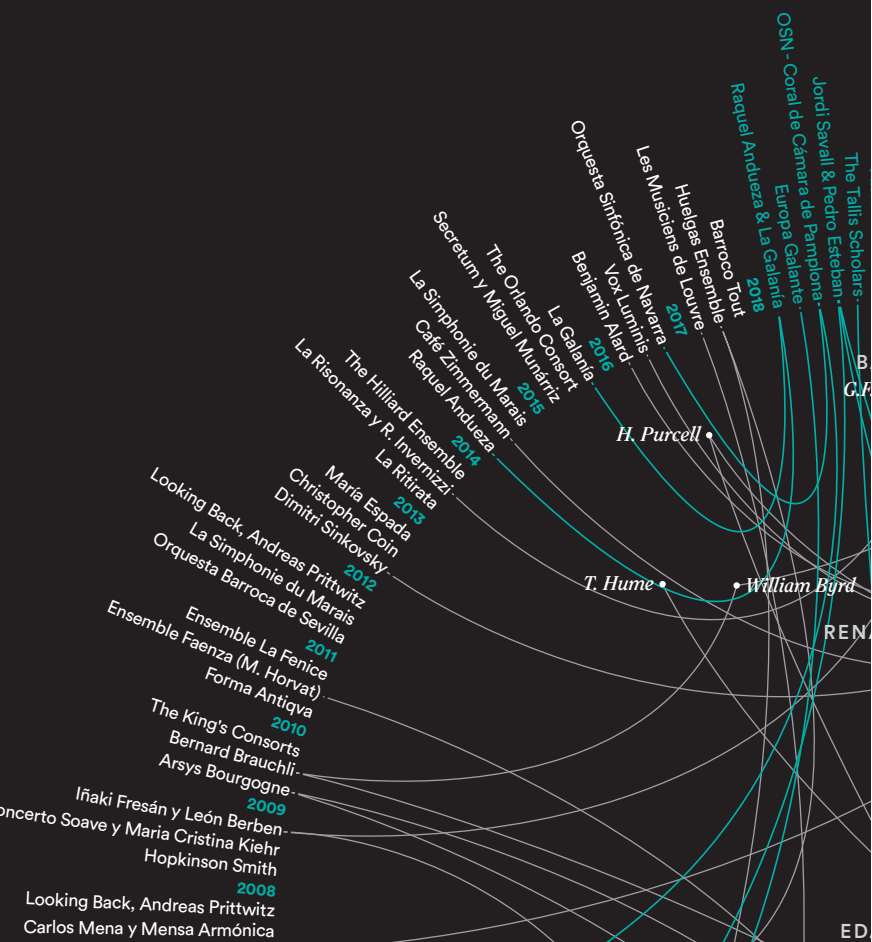 OSN - Coral de Cámara de Pamplona
Jordi Savall & Pedro Esteban
The Tallis Scholars
Raquel Andueza & La Galanía
Europa Galante
2018
Barroco Tout
Huelgas Ensemble
Les Musiciens de Louvre
2017
Orquesta Sinfónica de Navarra
Vox Luminis
Benjamin Alard
2016
La Galanía
The Orlando Consort
Secretum y Miguel Munárriz
2015
La Simphonie du Marais
Café Zimmermann
Raquel Andueza
2014
The Hilliard Ensemble
La Risonanza y R. Invernizzi
La Ritirata
2013
María Espada
Christopher Coin
Dimitri Sinkovsky
2012
Looking Back, Andreas Prittwitz
La Simphonie du Marais
Orquesta Barroca de Sevilla
2011
Ensemble La Fenice
Ensemble Faenza (M. Horvat)
Forma Antiqva
2010
The King's Consorts
Bernard Brauchli
Arsys Bourgogne
2009
Iñaki Fresán y León Berben
oncerto Soave y Maria Cristina Kiehr
Hopkinson Smith
2008
Looking Back, Andreas Prittwitz
Carlos Mena y Mensa Armónica
H. Purcell
T. Hume
William Byrd
G.F.
REN
ED